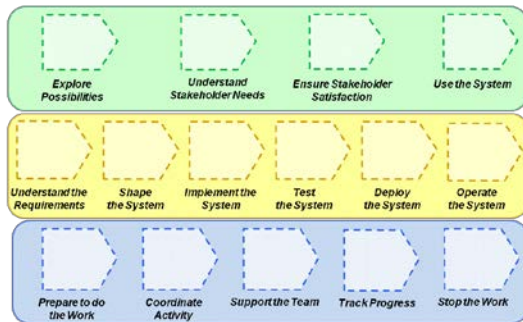 Explore
Possibilities
Understand
Stakeholder Needs
Ensure Stakeholder
Satisfaction
Use the System
Understand the
Requirements
Shape
the System
Implement the
System
Test
the System
Deploy
the System
Operate
the System
Prepare to do
the Work
Coordinate
Activity
Support the Team
Track Progress
Stop the Work